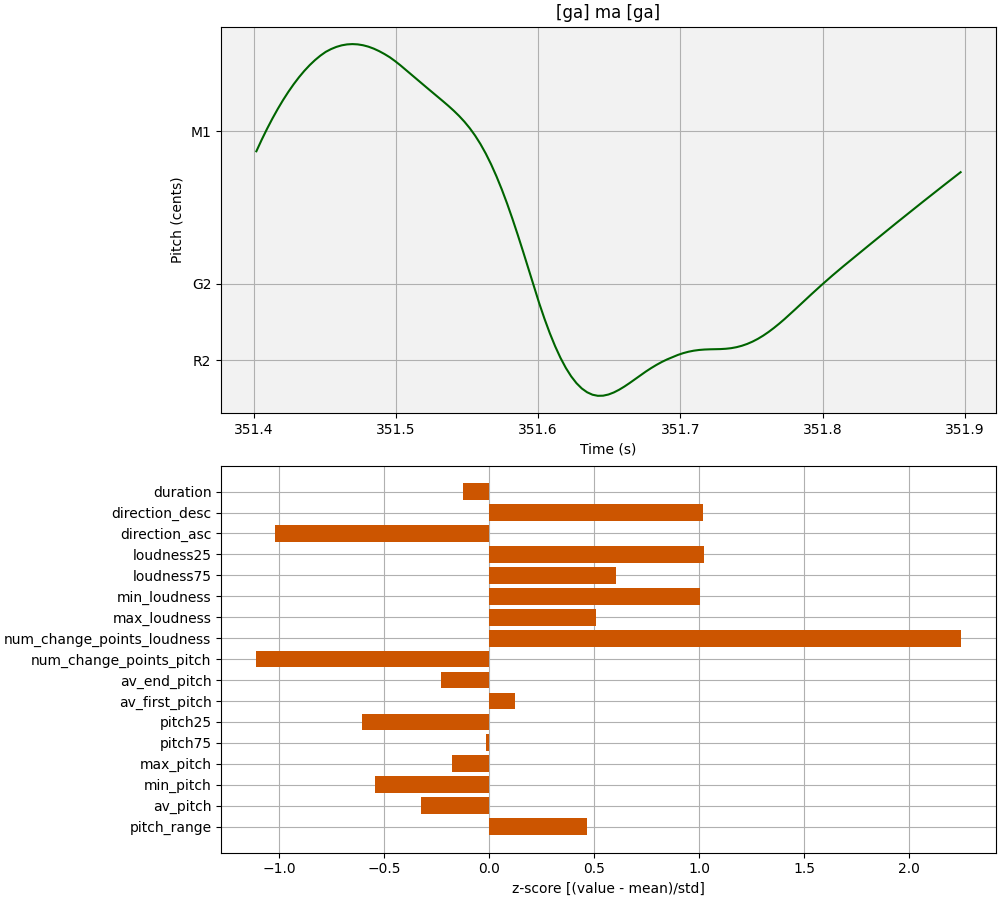 [ga] ma [ga]
Pitch (cents)
M1
G2
R2
351.4 351.5 351.6 351.7 351.8 351.9
Time (s)
duration
direction_desc
direction_asc
loudness25
loudness75
min_loudness
max_loudness
num_change_points_loudness
num_change_points_pitch
av_end_pitch
av_first_pitch
pitch25
pitch75
max_pitch
min_pitch
av_pitch
pitch_range
−1.0 −0.5 0.0 0.5 1.0 1.5 2.0
z-score [(value - mean)/std]